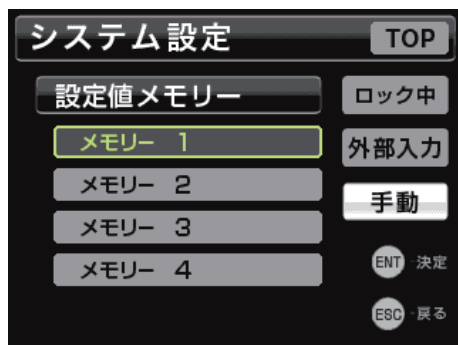 システム設定
TOP
設定値メモリー
ロック中
メモリー 1
外部入力
メモリー 2
手動
メモリー 3
メモリー 4
ENT - 決定
ESC - 戻る